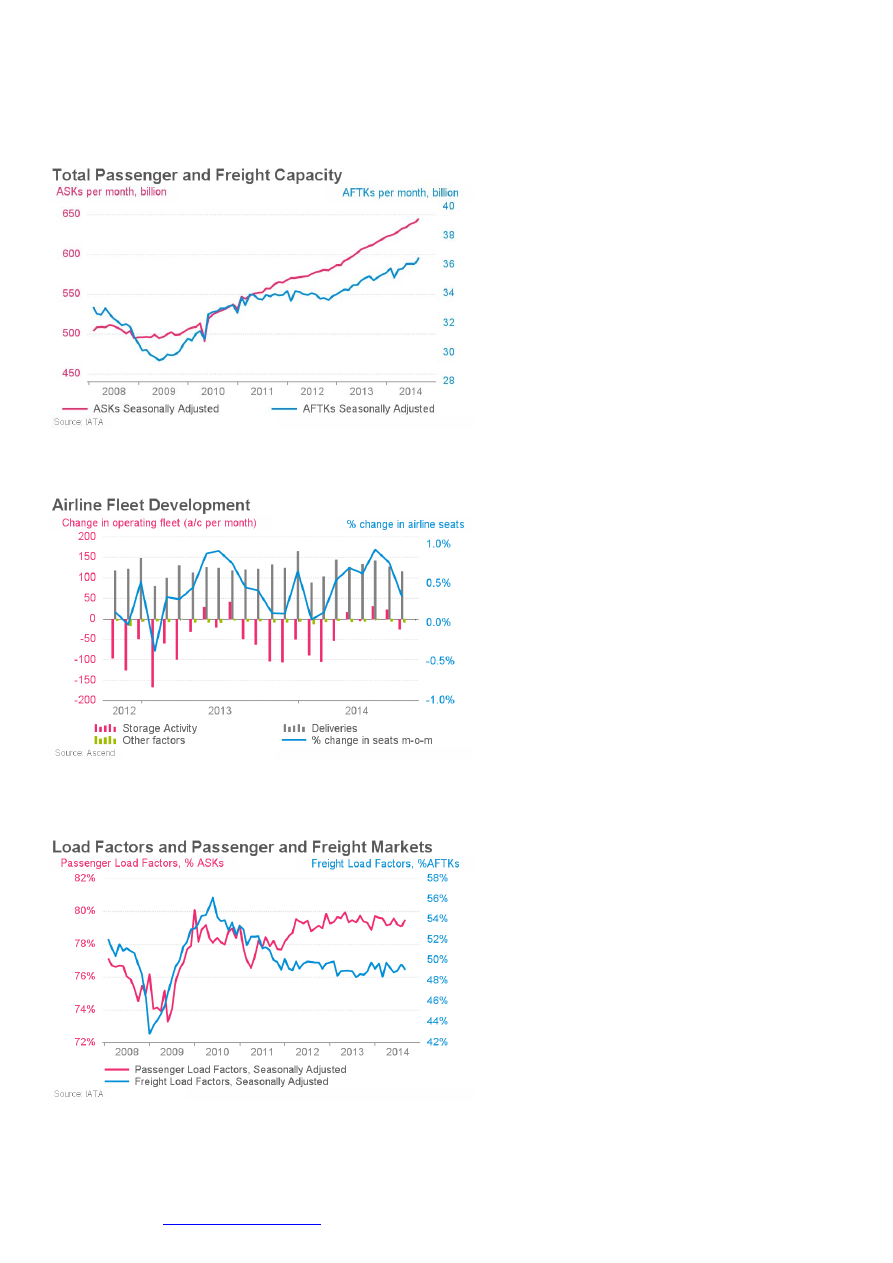 Total Passenger and Freight Capacity
ASKs per month, billion AFTKs per month, billion
650 600 550 500 450
40 38 36 34 32 30 28
2008 2009 2010 2011 2012 2013 2014
ASKs Seasonally Adjusted AFTKs Seasonally Adjusted
Source: IATA
Airline Fleet Development
Change in operating fleet (a/c per month) % change in airline seats
200 150 100 50 0 -50 -100 -150 -200
1.0% 0.5% 0.0% -0.5% -1.0%
2012 2013 2014
Storage Activity Deliveries
Other factors % change in seats m-o-m
Source: Ascend
Load Factors and Passenger and Freight Markets
Passenger Load Factors, % ASKs Freight Load Factors, %AFTKs
82% 80% 78% 76% 74% 72%
58% 56% 54% 52% 50% 48% 46% 44% 42%
2008 2009 2010 2011 2012 2013 2014
Passenger Load Factors, Seasonally Adjusted
Freight Load Factors, Seasonally Adjusted
Source: IATA